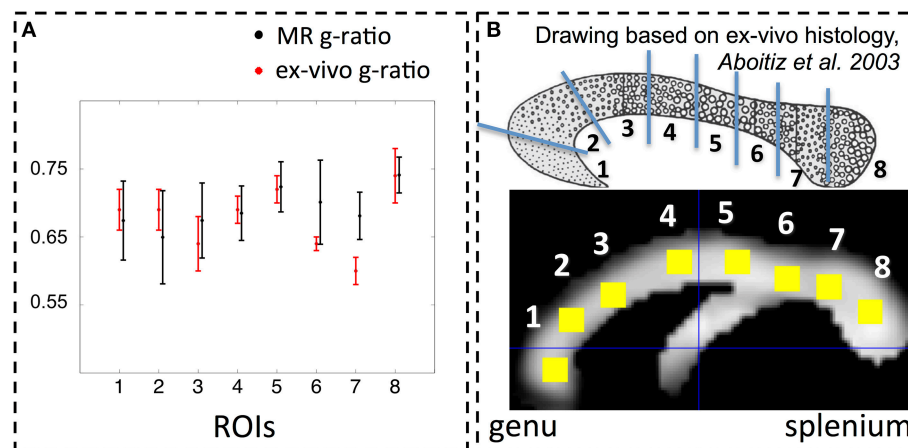 A
MR g-ratio
ex-vivo g-ratio
0.75
0.65
0.55
1 2 3 4 5 6 7 8
ROIs
B
Drawing based on ex-vivo histology,
Aboitiz et al. 2003
1 2 3 4 5 6 7 8
1 2 3 4 5 6 7 8
genu splenium